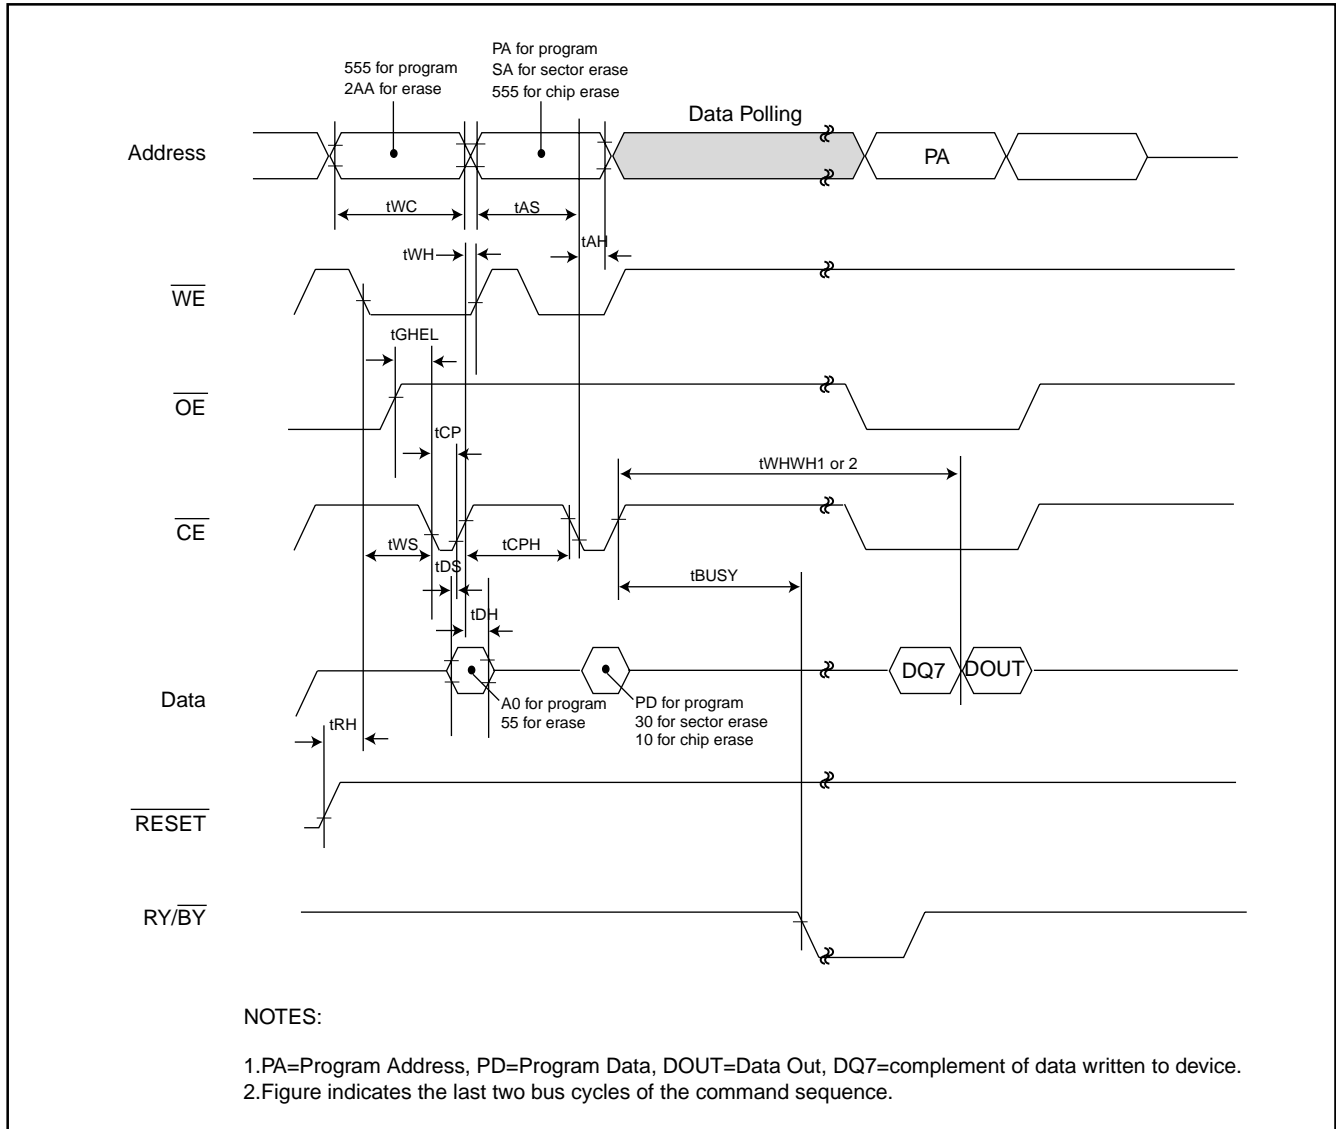 555 for program
2AA for erase
PA for program
SA for sector erase
555 for chip erase
Data Polling
Address
PA
tWC
tAS
tWH
tAH
WE
tGHEL
OE
tCP
tWHWH1 or 2
CE
tWS
tCPH
tDS
tBUSY
tDH
Data
DQ7
DOUT
A0 for program
55 for erase
PD for program
30 for sector erase
10 for chip erase
tRH
RESET
RY/BY
NOTES:
1.PA=Program Address, PD=Program Data, DOUT=Data Out, DQ7=complement of data written to device.
2.Figure indicates the last two bus cycles of the command sequence.